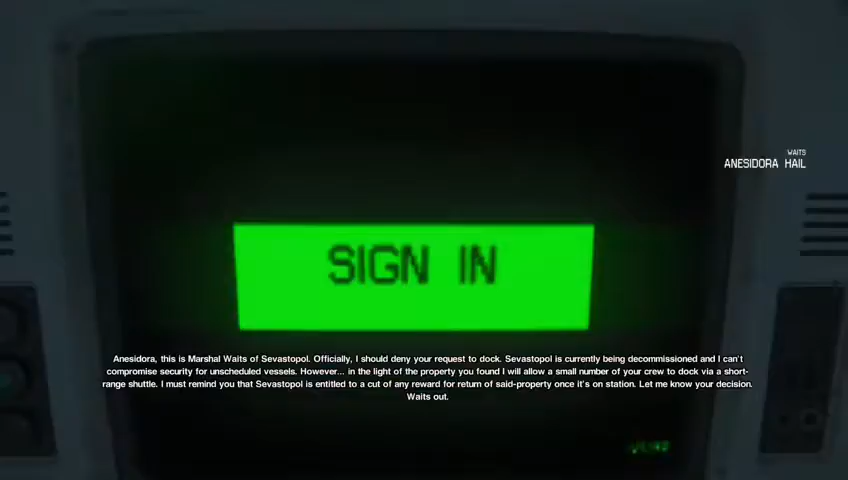 WAITS
ANESIDORA HAIL
SIGN IN
Anesidora, this is Marshal Waits of Sevastopol. Officially, I should deny your request to dock. Sevastopol is currently being decommissioned and I can't
compromise security for unscheduled vessels. However... in the light of the property you found I will allow a small number of your crew to dock via a short-
range shuttle. I must remind you that Sevastopol is entitled to a cut of any reward for return of said-property once it's on station. Let me know your decision.
Waits out.